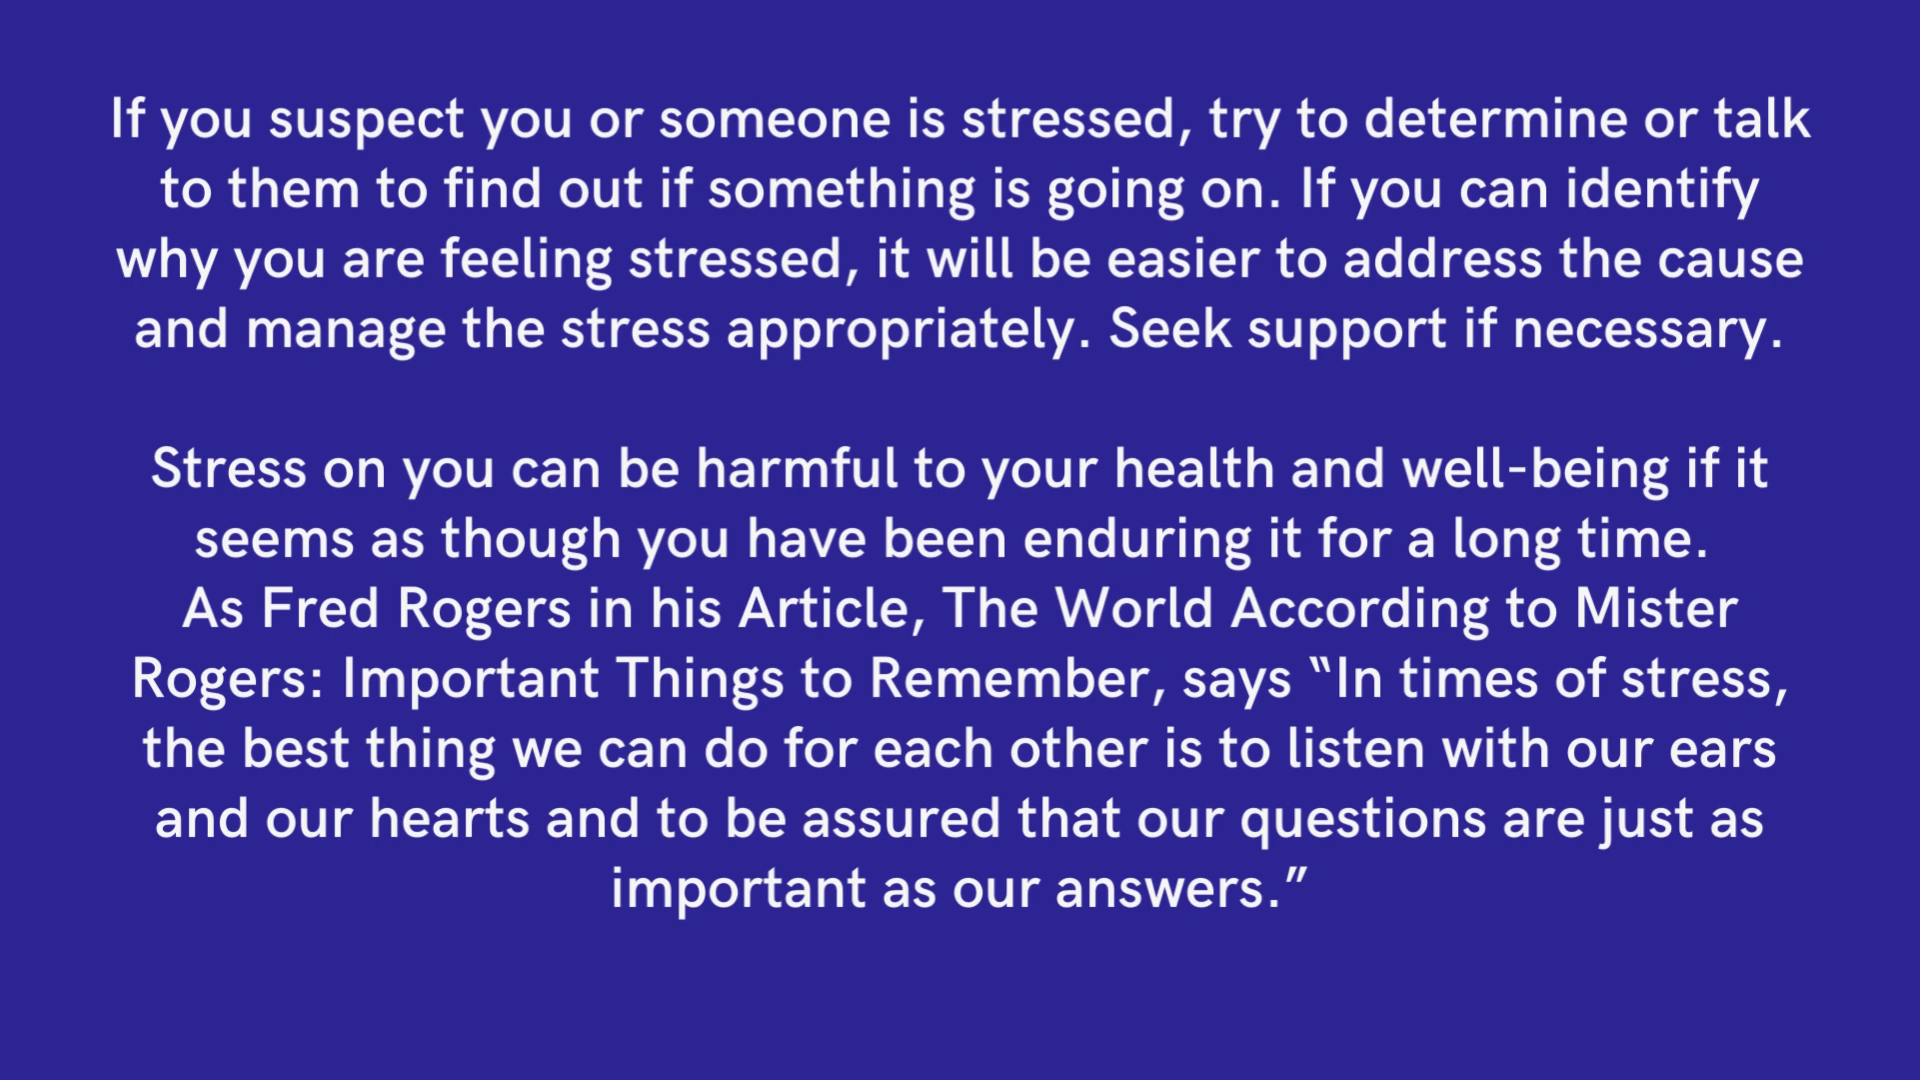 If you suspect you or someone is stressed, try to determine or talk
to them to find out if something is going on. If you can identify
why you are feeling stressed, it will be easier to address the cause
and manage the stress appropriately. Seek support if necessary.
Stress on you can be harmful to your health and well-being if it
seems as though you have been enduring it for a long time.
As Fred Rogers in his Article, The World According to Mister
Rogers: Important Things to Remember, says “In times of stress,
the best thing we can do for each other is to listen with our ears
and our hearts and to be assured that our questions are just as
important as our answers.”